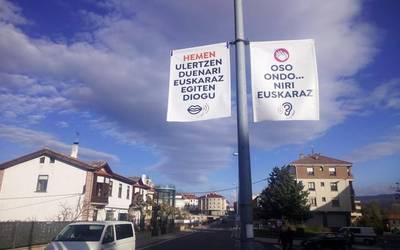 HEMEN
ULERTZEN
DUENARI
EUSKARAZ
EGITEN
DIOGU
OSO
ONDO...
NIRI
EUSKARAZ